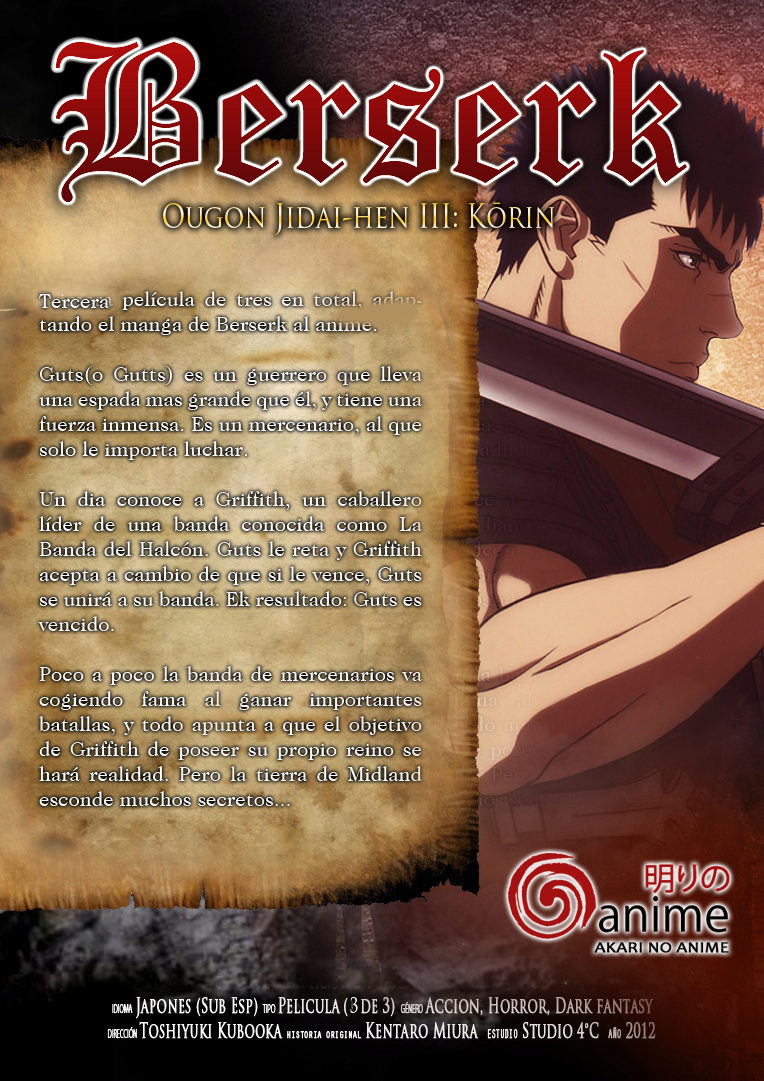 Berserk
OUGON JIDAI-HEN III: KŌRIN
Tercera película de tres en total, adap-
tando el manga de Berserk al anime.
Guts(o Gutts) es un guerrero que lleva
una espada mas grande que él, y tiene una
fuerza inmensa. Es un mercenario, al que
solo le importa luchar.
Un dia conoce a Griffith, un caballero
líder de una banda conocida como La
Banda del Halcón. Guts le reta y Griffith
acepta a cambio de que si le vence, Guts
se unirá a su banda. Ek resultado: Guts es
vencido.
Poco a poco la banda de mercenarios va
cogiendo fama al ganar importantes
batallas, y todo apunta a que el objetivo
de Griffith de poseer su propio reino se
hará realidad. Pero la tierra de Midland
esconde muchos secretos...
明りの
anime
AKARI NO ANIME
IDIOMA JAPONES (SUB ESP) TIPO PELICULA (3 DE 3) GÉNERO ACCION, HORROR, DARK FANTASY
DIRECCIÓN TOSHIYUKI KUBOOKA HISTORIA ORIGINAL KENTARO MIURA ESTUDIO STUDIO 4°C AÑO 2012